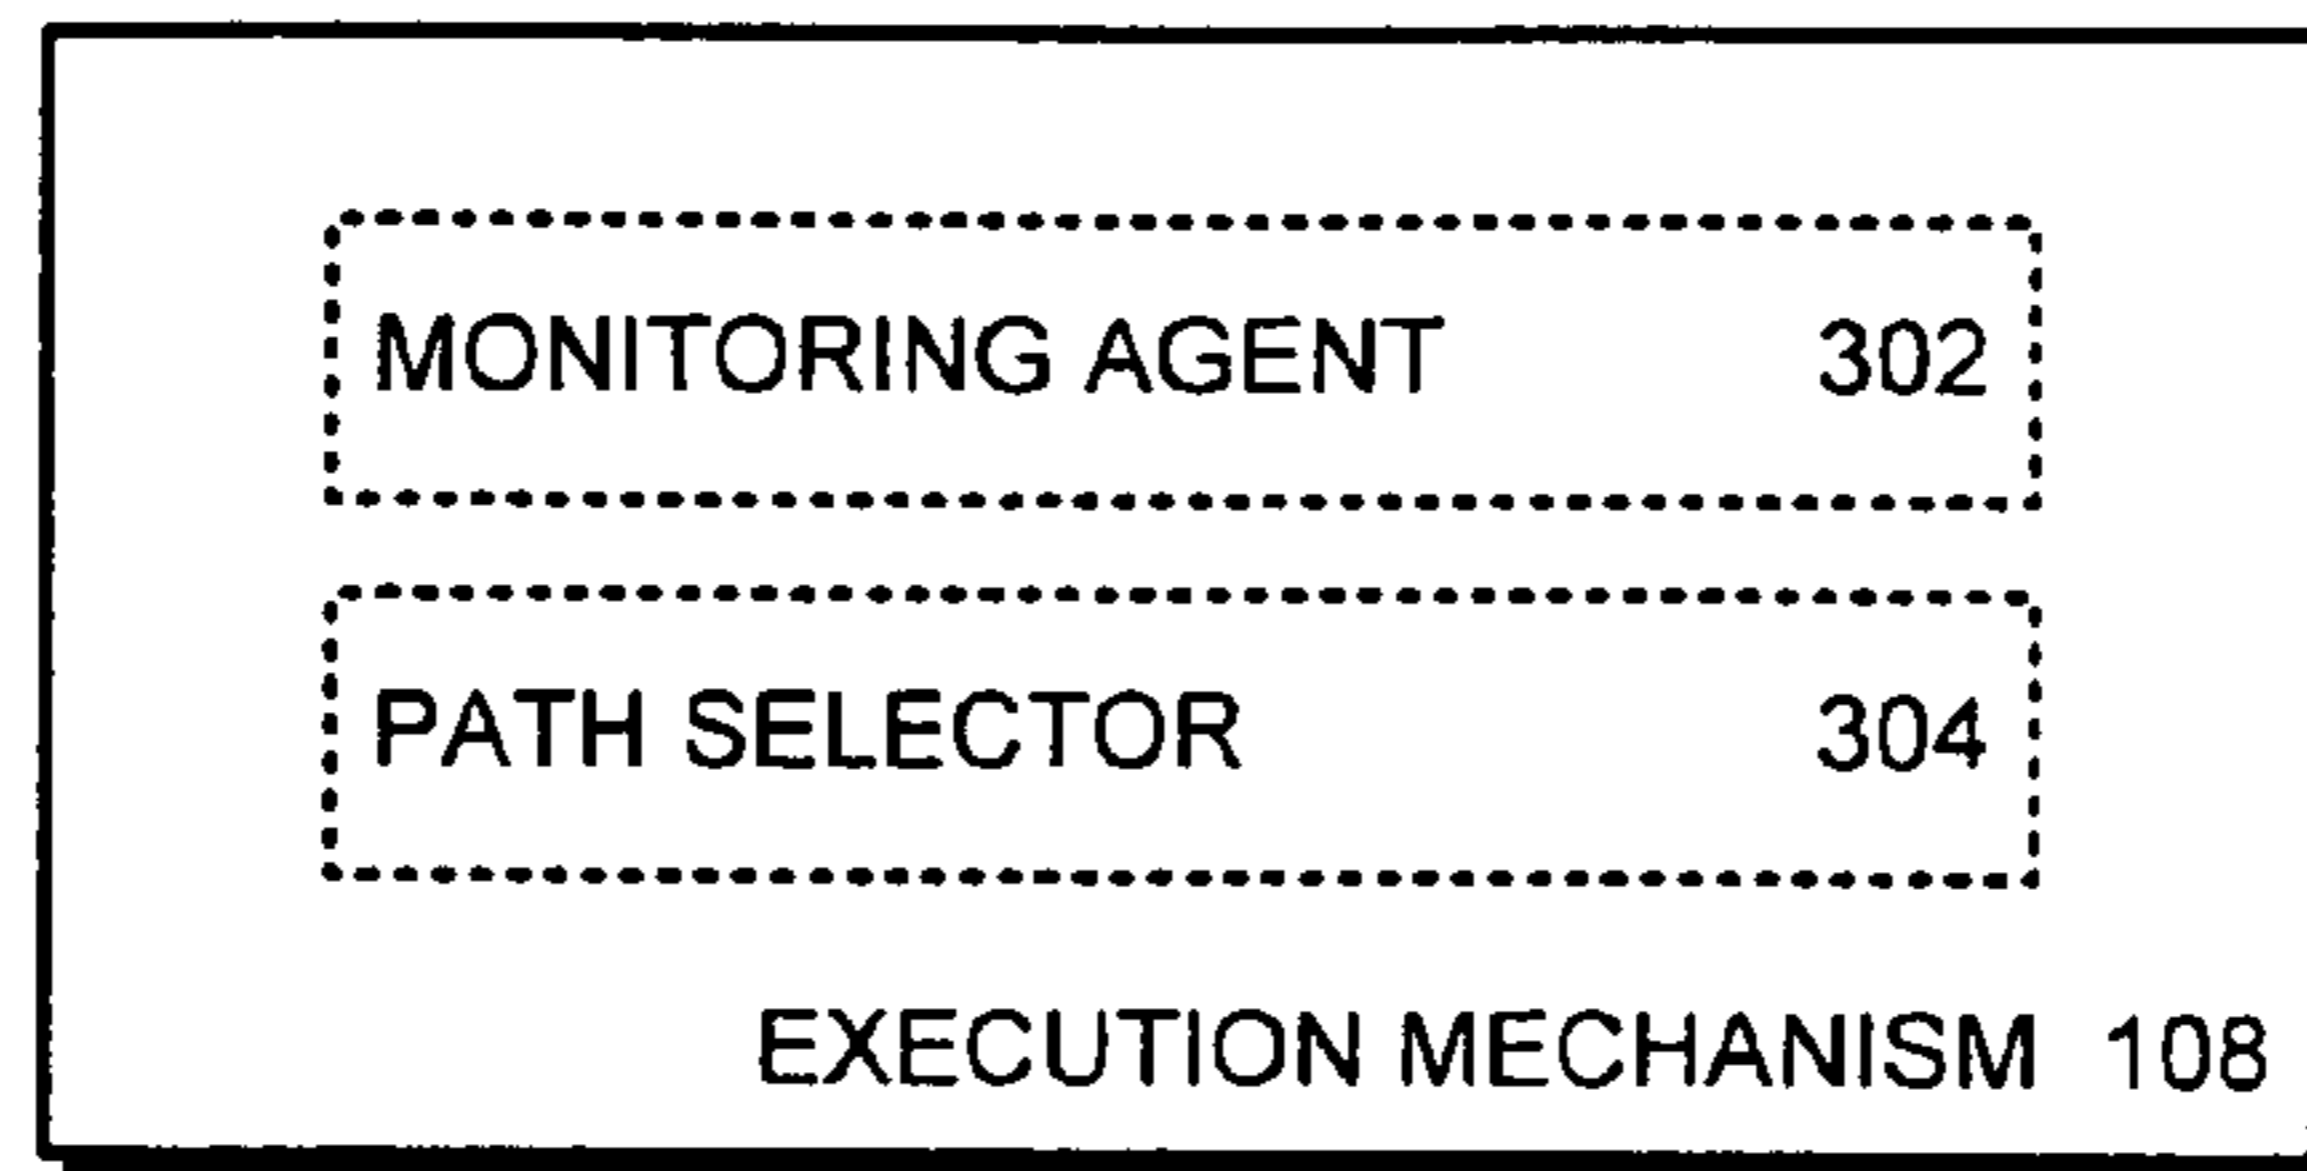 MONITORING AGENT 302
PATH SELECTOR 304
EXECUTION MECHANISM 108